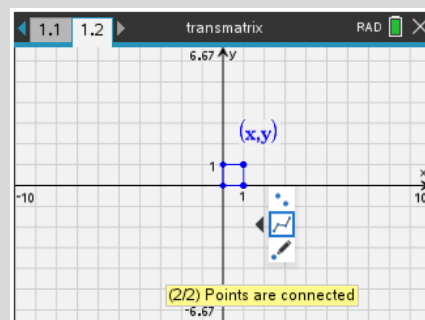 1.1 1.2 transmatrix RAD
6.67 y
(x,y)
1
x
-10 1 10
(2/2) Points are connected
-6.67